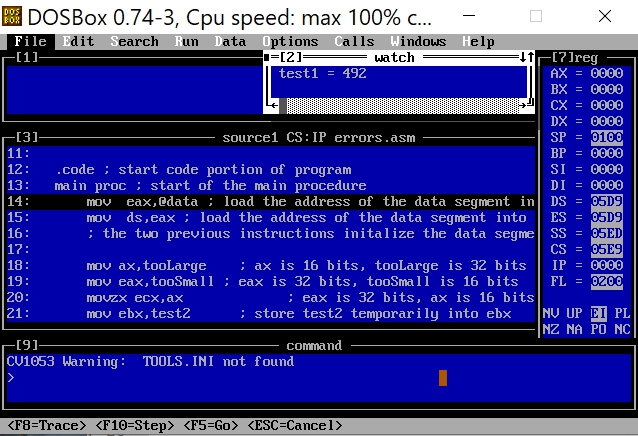 DOSBox 0.74-3, Cpu speed: max 100% c...
File Edit Search Run Data Options Calls Windows Help
[1]
[2] watch
test1 = 492
[3] source1 CS:IP errors.asm
11:
12: .code ; start code portion of program
13: main proc ; start of the main procedure
14: mov eax,@data ; load the address of the data segment in
15: mov ds,eax ; load the address of the data segment into
16: ; the two previous instructions initalize the data segme
17:
18: mov ax,tooLarge ; ax is 16 bits, tooLarge is 32 bits
19: mov eax,tooSmall ; eax is 32 bits, tooSmall is 16 bits
20: movzx ecx,ax ; eax is 32 bits, ax is 16 bits
21: mov ebx,test2 ; store test2 temporarily into ebx
[7]reg
AX = 0000
BX = 0000
CX = 0000
DX = 0000
SP = 0100
BP = 0000
SI = 0000
DI = 0000
DS = 05D9
ES = 05D9
SS = 05ED
CS = 05E9
IP = 0000
FL = 0200
NV UP EI PL
NZ NA PO NC
[9] command
CV1053 Warning: TOOLS.INI not found
>
<F8=Trace> <F10=Step> <F5=Go> <ESC=Cancel>